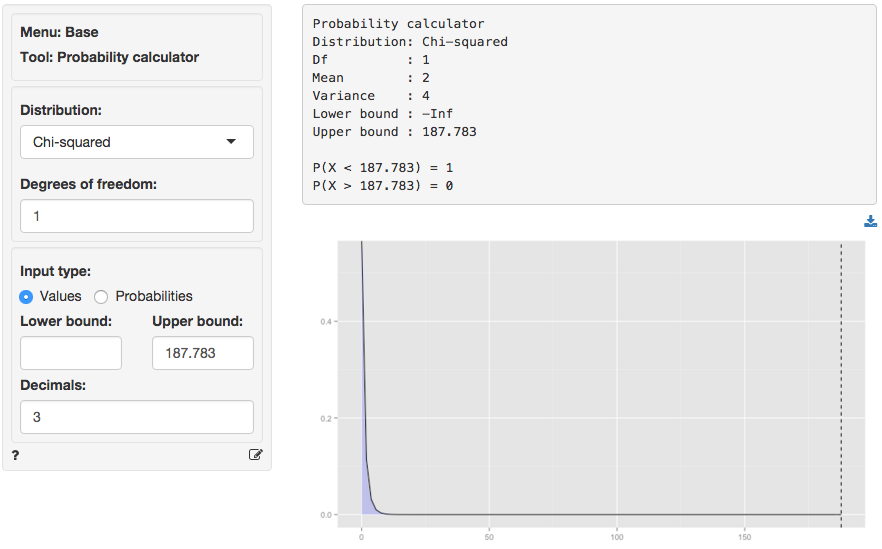 Menu: Base
Tool: Probability calculator
Distribution:
Chi-squared
Degrees of freedom:
1
Input type:
Values Probabilities
Lower bound: Upper bound:
187.783
Decimals:
3
?
Probability calculator
Distribution: Chi-squared
Df : 1
Mean : 2
Variance : 4
Lower bound : -Inf
Upper bound : 187.783
P(X < 187.783) = 1
P(X > 187.783) = 0
0.4
0.2
0.0
0 50 100 150